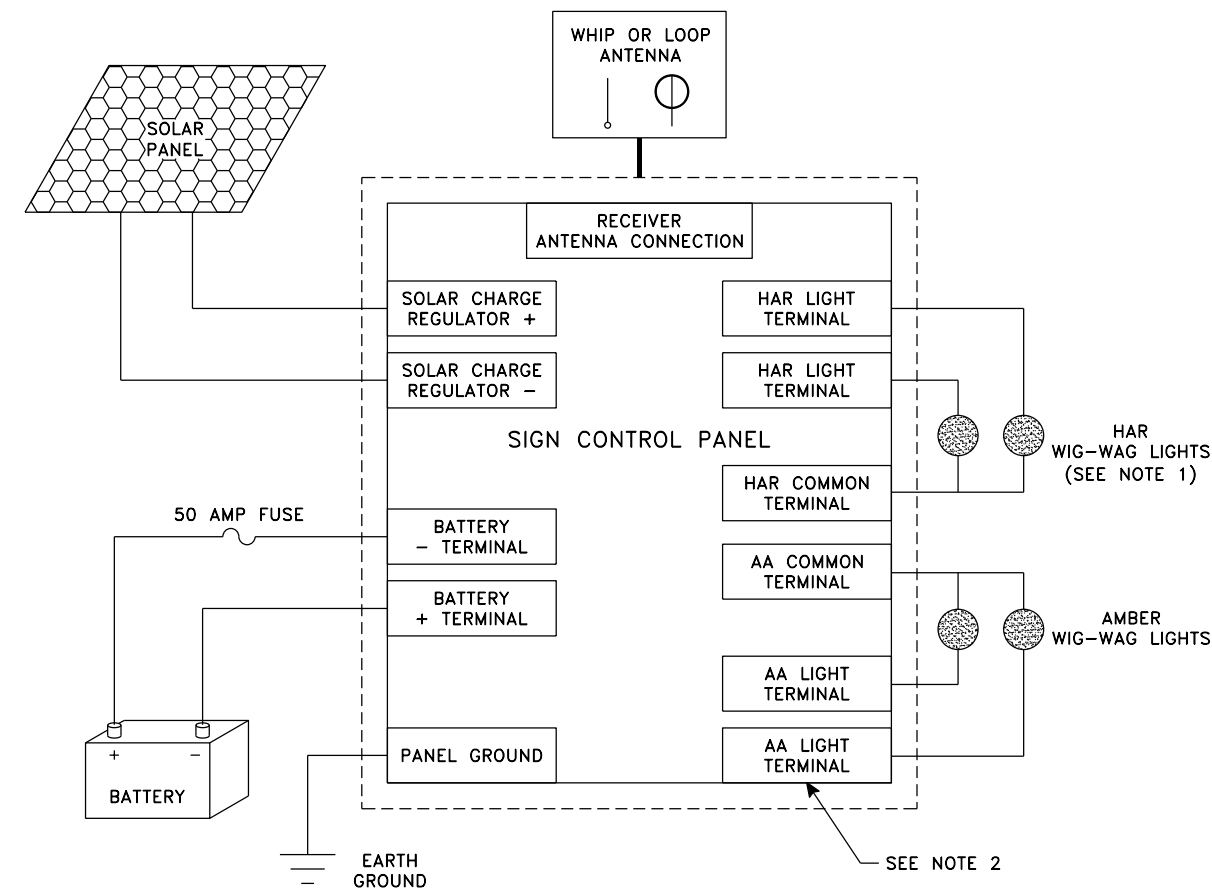 WHIP OR LOOP
ANTENNA
SOLAR
PANEL
RECEIVER
ANTENNA CONNECTION
SOLAR CHARGE
REGULATOR +
HAR LIGHT
TERMINAL
SOLAR CHARGE
REGULATOR -
HAR LIGHT
TERMINAL
SIGN CONTROL PANEL
HAR
WIG-WAG LIGHTS
(SEE NOTE 1)
HAR COMMON
TERMINAL
50 AMP FUSE
BATTERY
- TERMINAL
AA COMMON
TERMINAL
BATTERY
+ TERMINAL
AMBER
WIG-WAG LIGHTS
AA LIGHT
TERMINAL
PANEL GROUND
AA LIGHT
TERMINAL
+ -
BATTERY
SEE NOTE 2
EARTH
GROUND